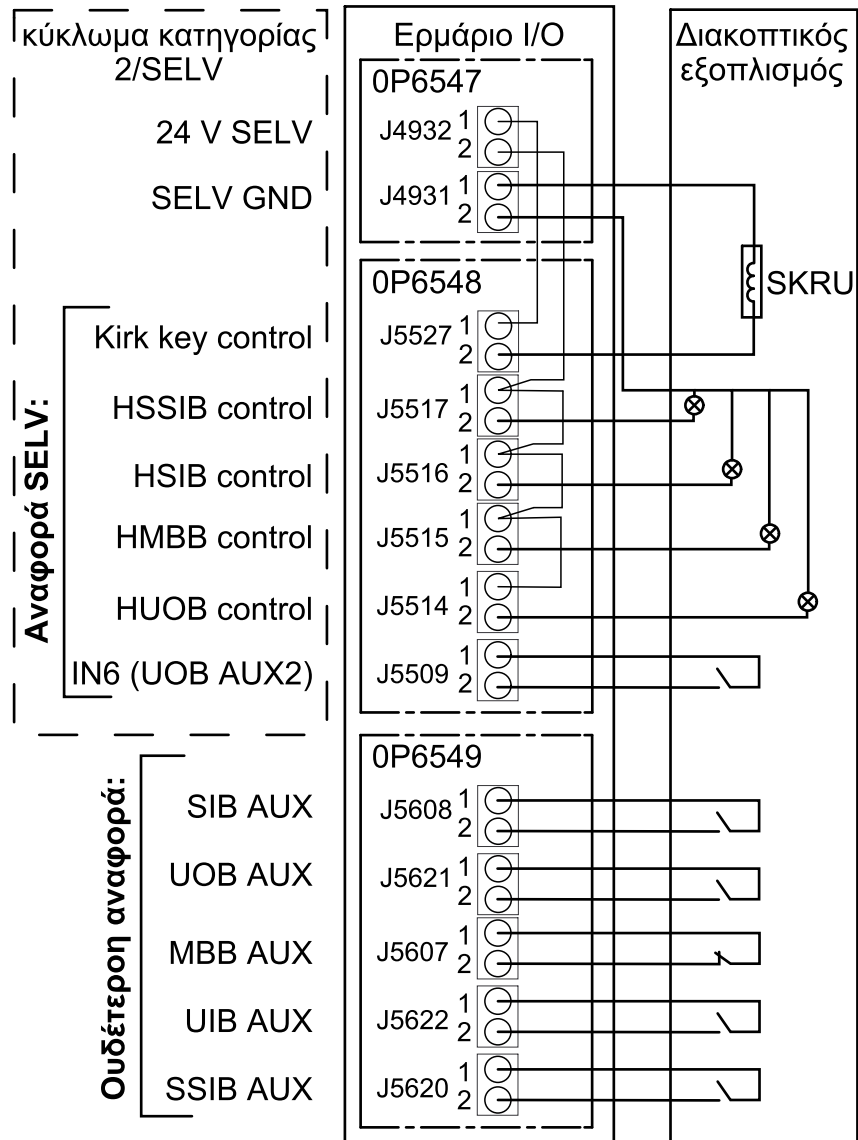 κύκλωμα κατηγορίας
2/SELV
Ερμάριο I/O
Διακοπτικός
εξοπλισμός
0P6547
24 V SELV
J4932
1
2
SELV GND
J4931
1
2
SKRU
0P6548
Αναφορά SELV:
Kirk key control
J5527
1
2
HSSIB control
J5517
1
2
HSIB control
J5516
1
2
HMBB control
J5515
1
2
HUOB control
J5514
1
2
IN6 (UOB AUX2)
J5509
1
2
0P6549
Ουδέτεροη αναφορά:
SIB AUX
J5608
1
2
UOB AUX
J5621
1
2
MBB AUX
J5607
1
2
UIB AUX
J5622
1
2
SSIB AUX
J5620
1
2